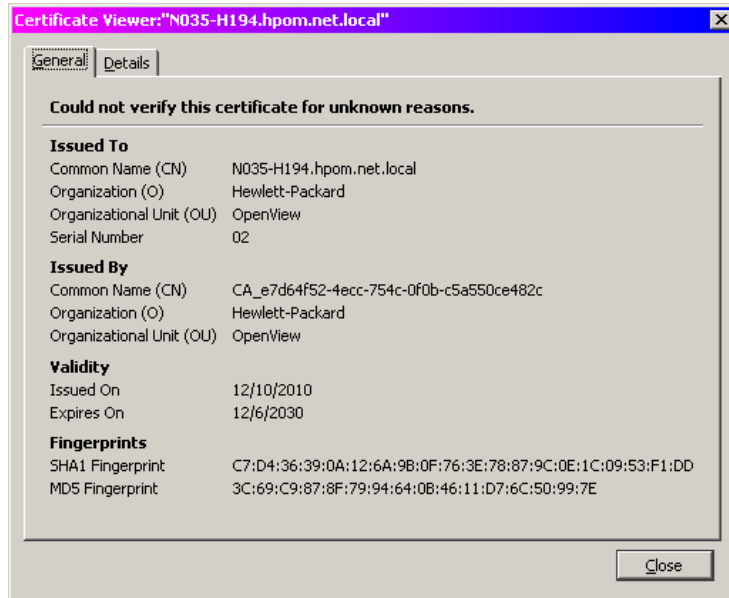 Certificate Viewer:"N035-H194.hpom.net.local"
General Details
Could not verify this certificate for unknown reasons.
Issued To
Common Name (CN) N035-H194.hpom.net.local
Organization (O) Hewlett-Packard
Organizational Unit (OU) OpenView
Serial Number 02
Issued By
Common Name (CN) CA_e7d64f52-4ecc-754c-0f0b-c5a550ce482c
Organization (O) Hewlett-Packard
Organizational Unit (OU) OpenView
Validity
Issued On 12/10/2010
Expires On 12/6/2030
Fingerprints
SHA1 Fingerprint C7:D4:36:39:0A:12:6A:9B:0F:76:3E:78:87:9C:0E:1C:09:53:F1:DD
MD5 Fingerprint 3C:69:C9:87:8F:79:94:64:0B:46:11:D7:6C:50:99:7E
Close